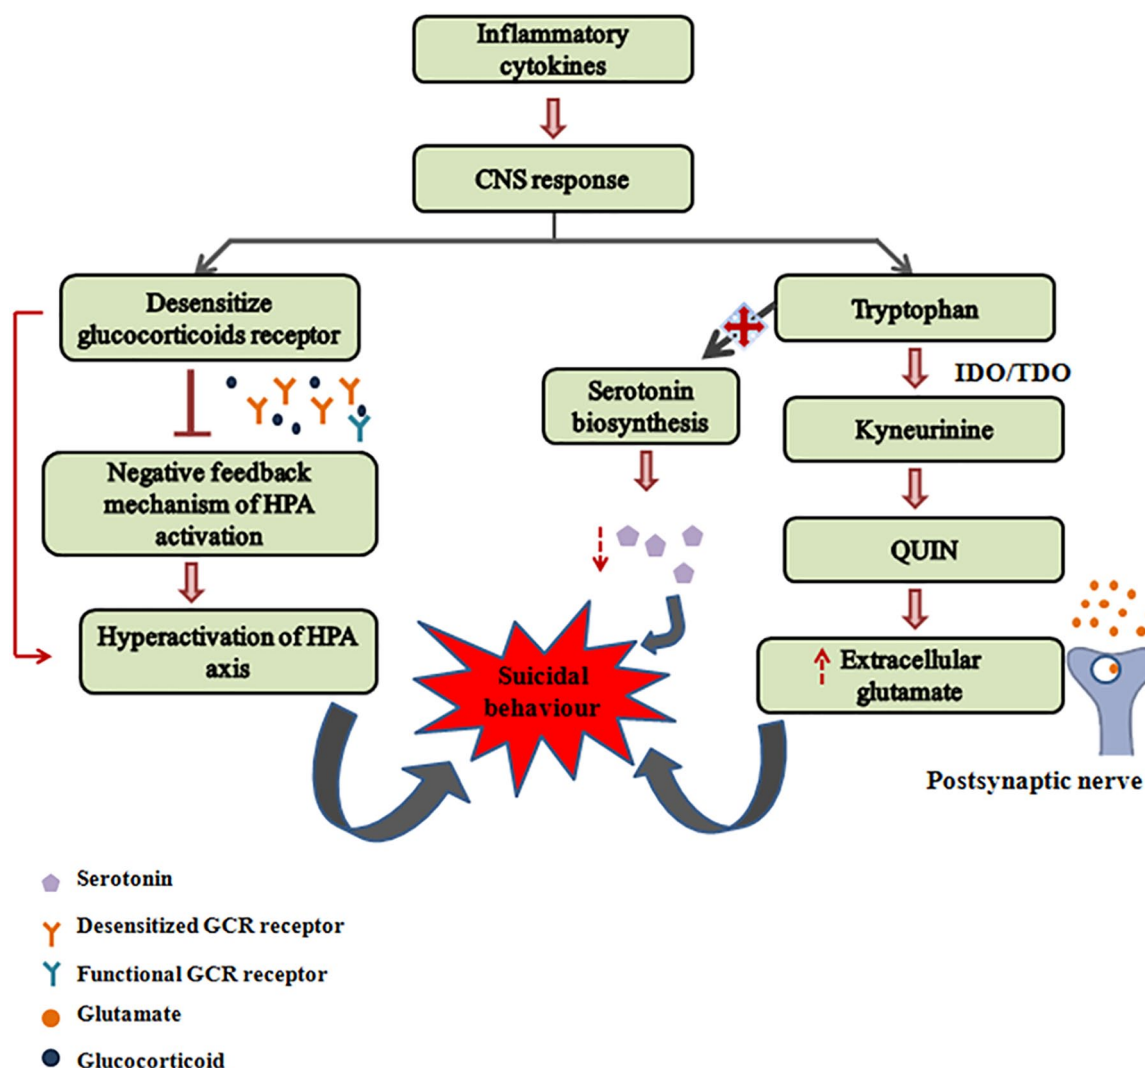 Inflammatory
cytokines
CNS response
Desensitize
glucocorticoids receptor
Tryptophan
IDO/TDO
Serotonin
biosynthesis
Kyneurinine
Negative feedback
mechanism of HPA
activation
QUIN
Hyperactivation of HPA
axis
Suicidal
behaviour
Extracellular
glutamate
Postsynaptic nerve
Serotonin
Desensitized GCR receptor
Functional GCR receptor
Glutamate
Glucocorticoid